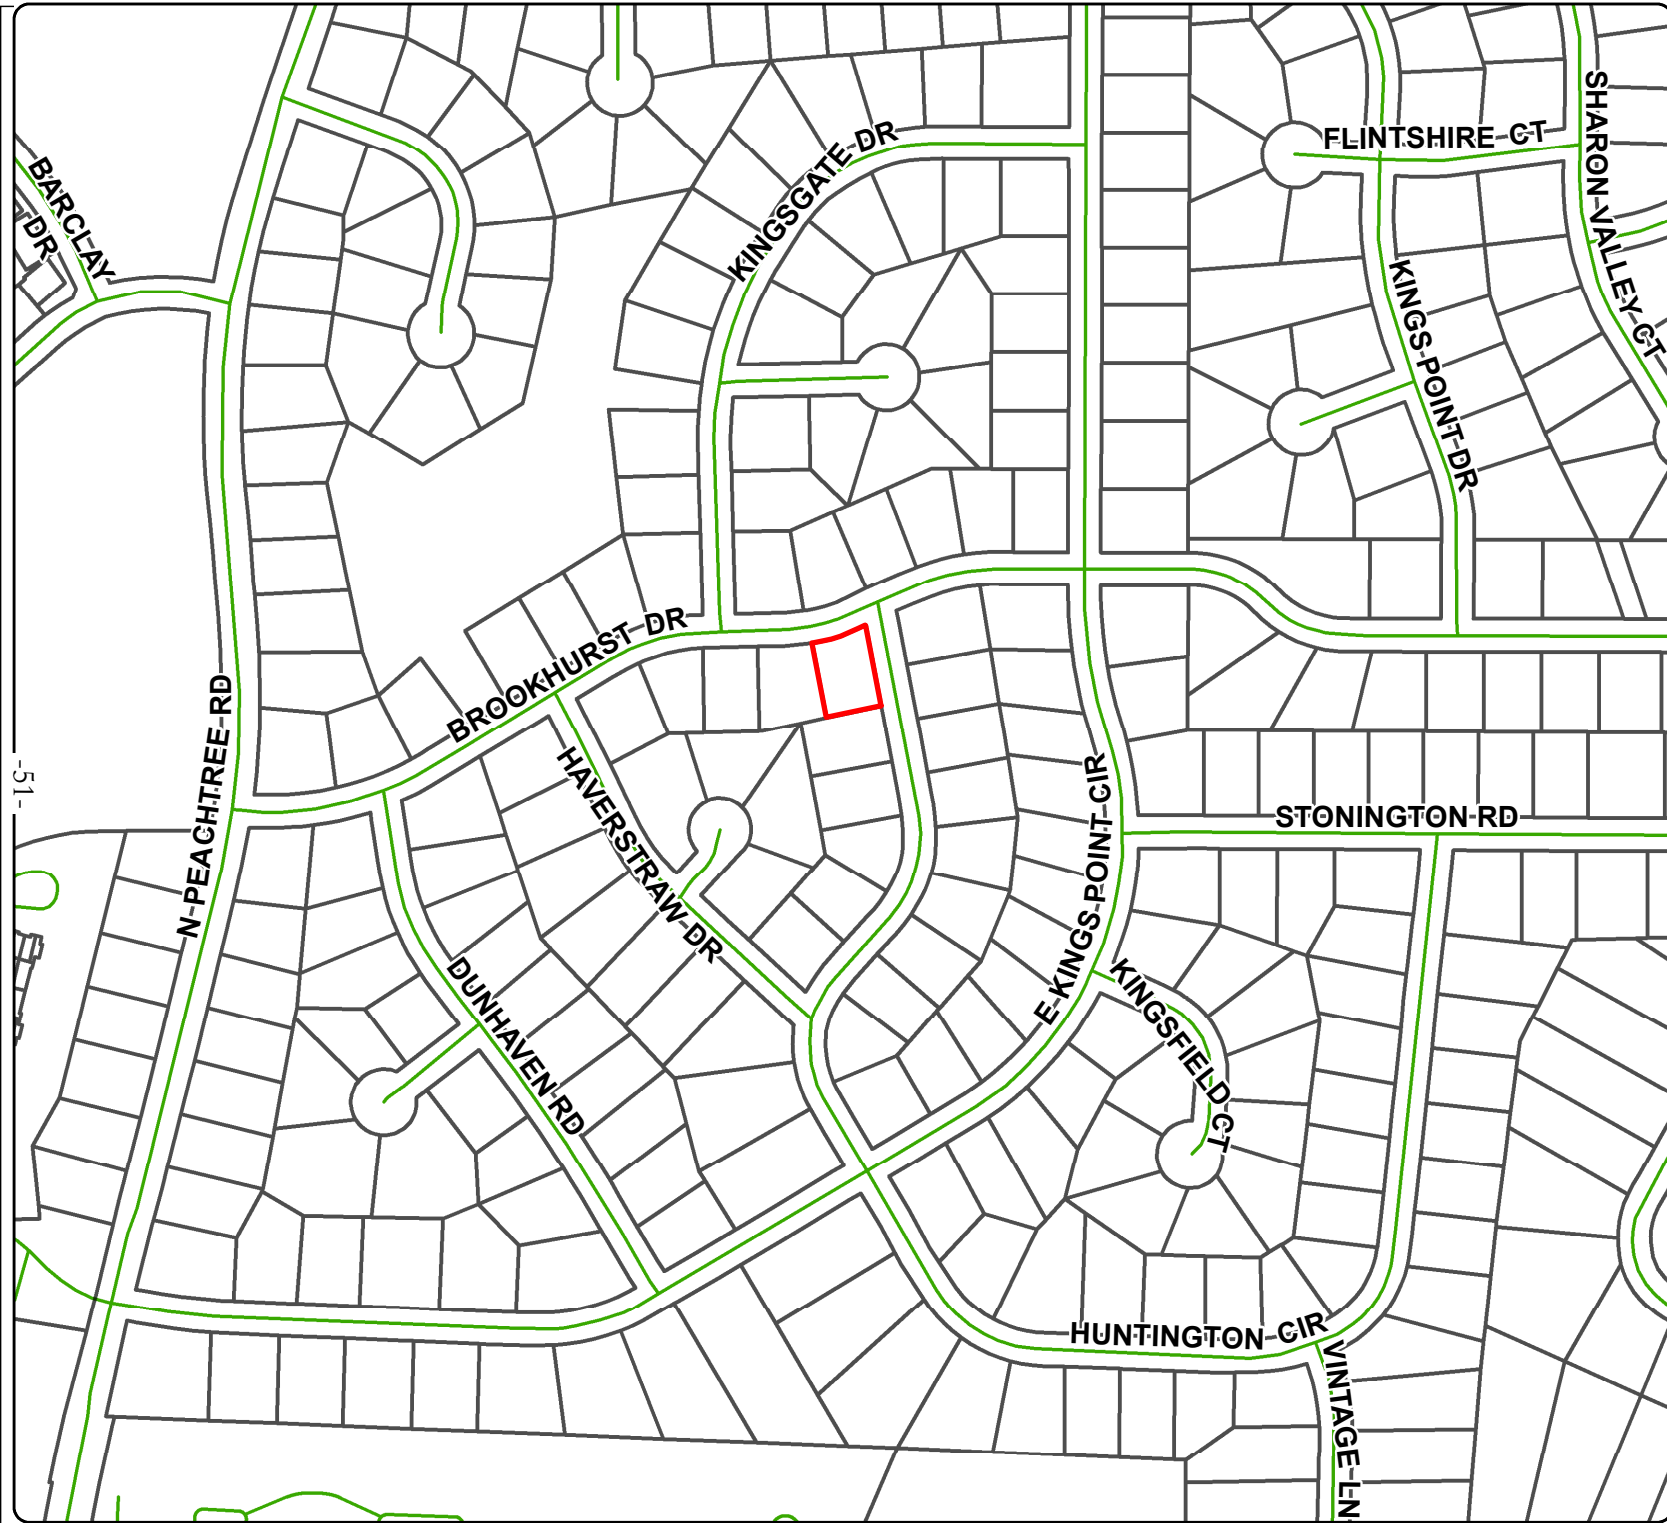 FLINTSHIRE CT
SHARON VALLEY CT
BARCLAY
DR
KINGSGATE DR
KINGS POINT DR
BROOKHURST DR
N PEACHTREE RD
-51-
HAVERSTRAW DR
E KINGS POINT CIR
STONINGTON RD
DUNHAVEN RD
KINGSFIELD CT
HUNTINGTON CIR
VINTAGE LN